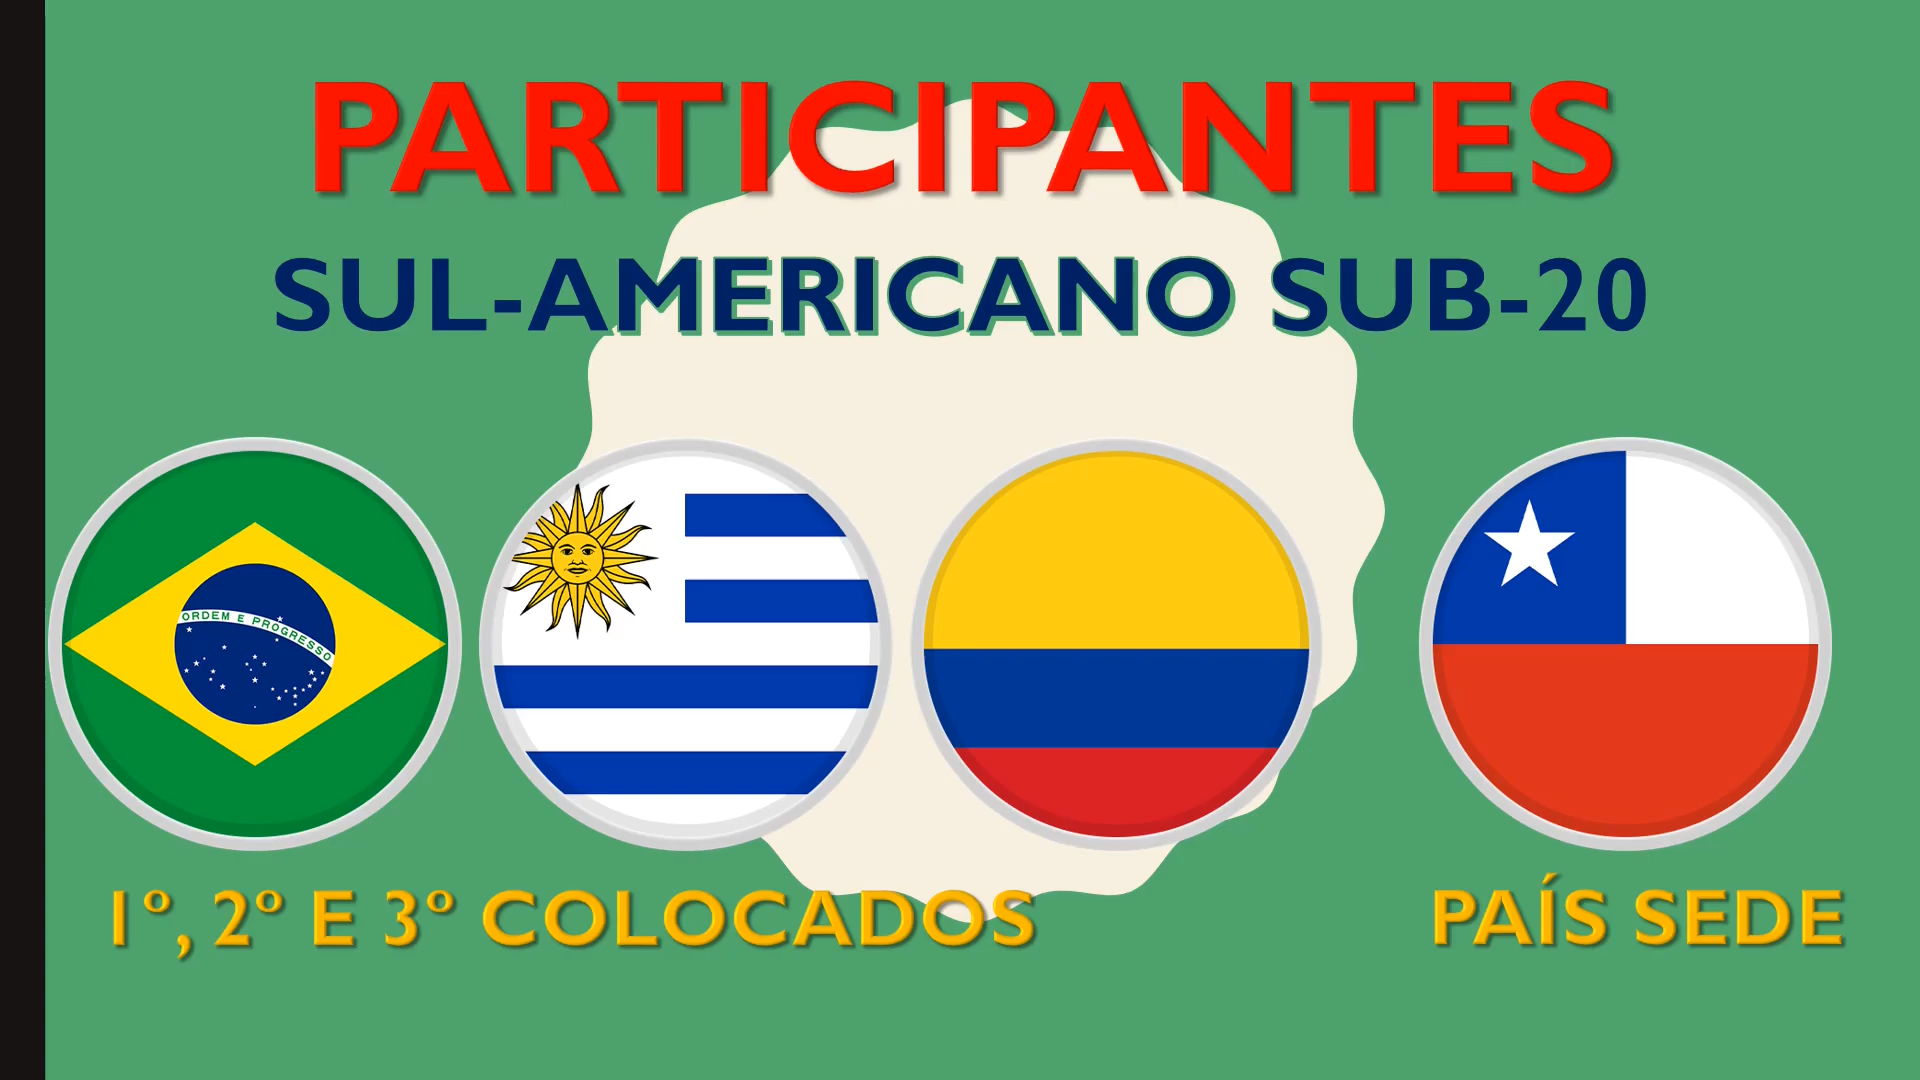 PARTICIPANTES
SUL-AMERICANO SUB-20
ORDEM E PROGRESSO
1º, 2º E 3º COLOCADOS
PAÍS SEDE